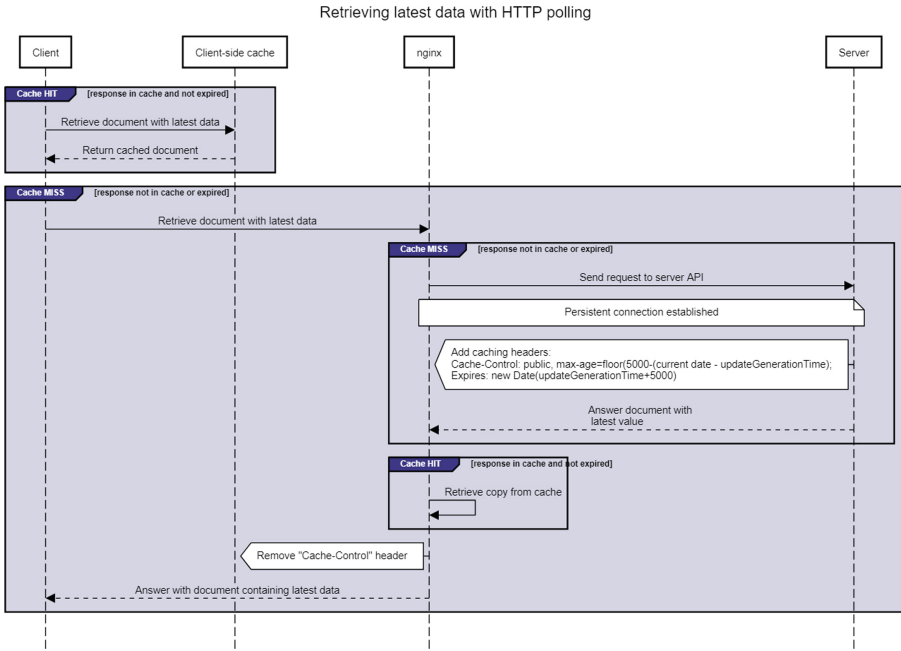 Retrieving latest data with HTTP polling
Client
Client-side cache
nginx
Server
Cache HIT
[response in cache and not expired]
Retrieve document with latest data
Return cached document
Cache MISS
[response not in cache or expired]
Retrieve document with latest data
Cache MISS
[response not in cache or expired]
Send request to server API
Persistent connection established
Add caching headers:
Cache-Control: public, max-age=floor(5000-(current date - updateGenerationTime);
Expires: new Date(updateGenerationTime+5000)
Answer document with
latest value
Cache HIT
[response in cache and not expired]
Retrieve copy from cache
Remove "Cache-Control" header
Answer with document containing latest data